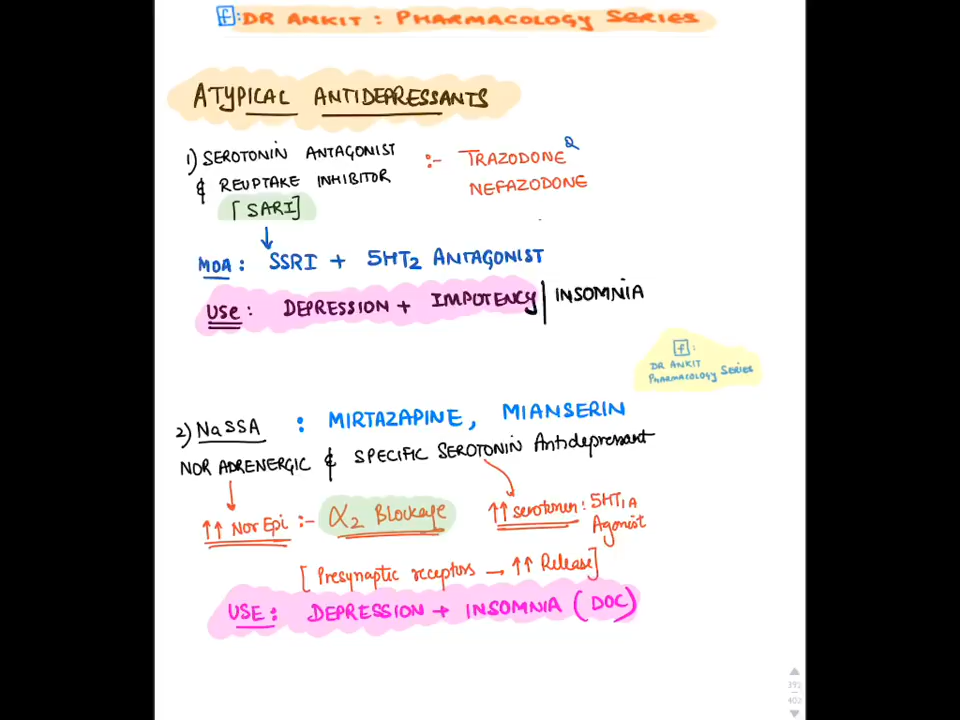 f: DR ANKIT: PHARMACOLOGY SERIES
ATYPICAL ANTIDEPRESSANTS
1) SEROTONIN ANTAGONIST :- TRAZODONE Q
& REUPTAKE INHIBITOR NEFAZODONE
[SARI]
MOA: SSRI + 5HT2 ANTAGONIST
USE: DEPRESSION + IMPOTENCY | INSOMNIA
f:
DR ANKIT
PHARMACOLOGY SERIES
2) NaSSA : MIRTAZAPINE, MIANSERIN
NOR ADRENERGIC & SPECIFIC SEROTONIN Antidepressant
↑↑ Nor Epi :- α2 Blockage ↑↑ : 5HT1A
Agonist
[Presynaptic receptors → ↑↑ Release]
USE: DEPRESSION + INSOMNIA (DOC)
392
402